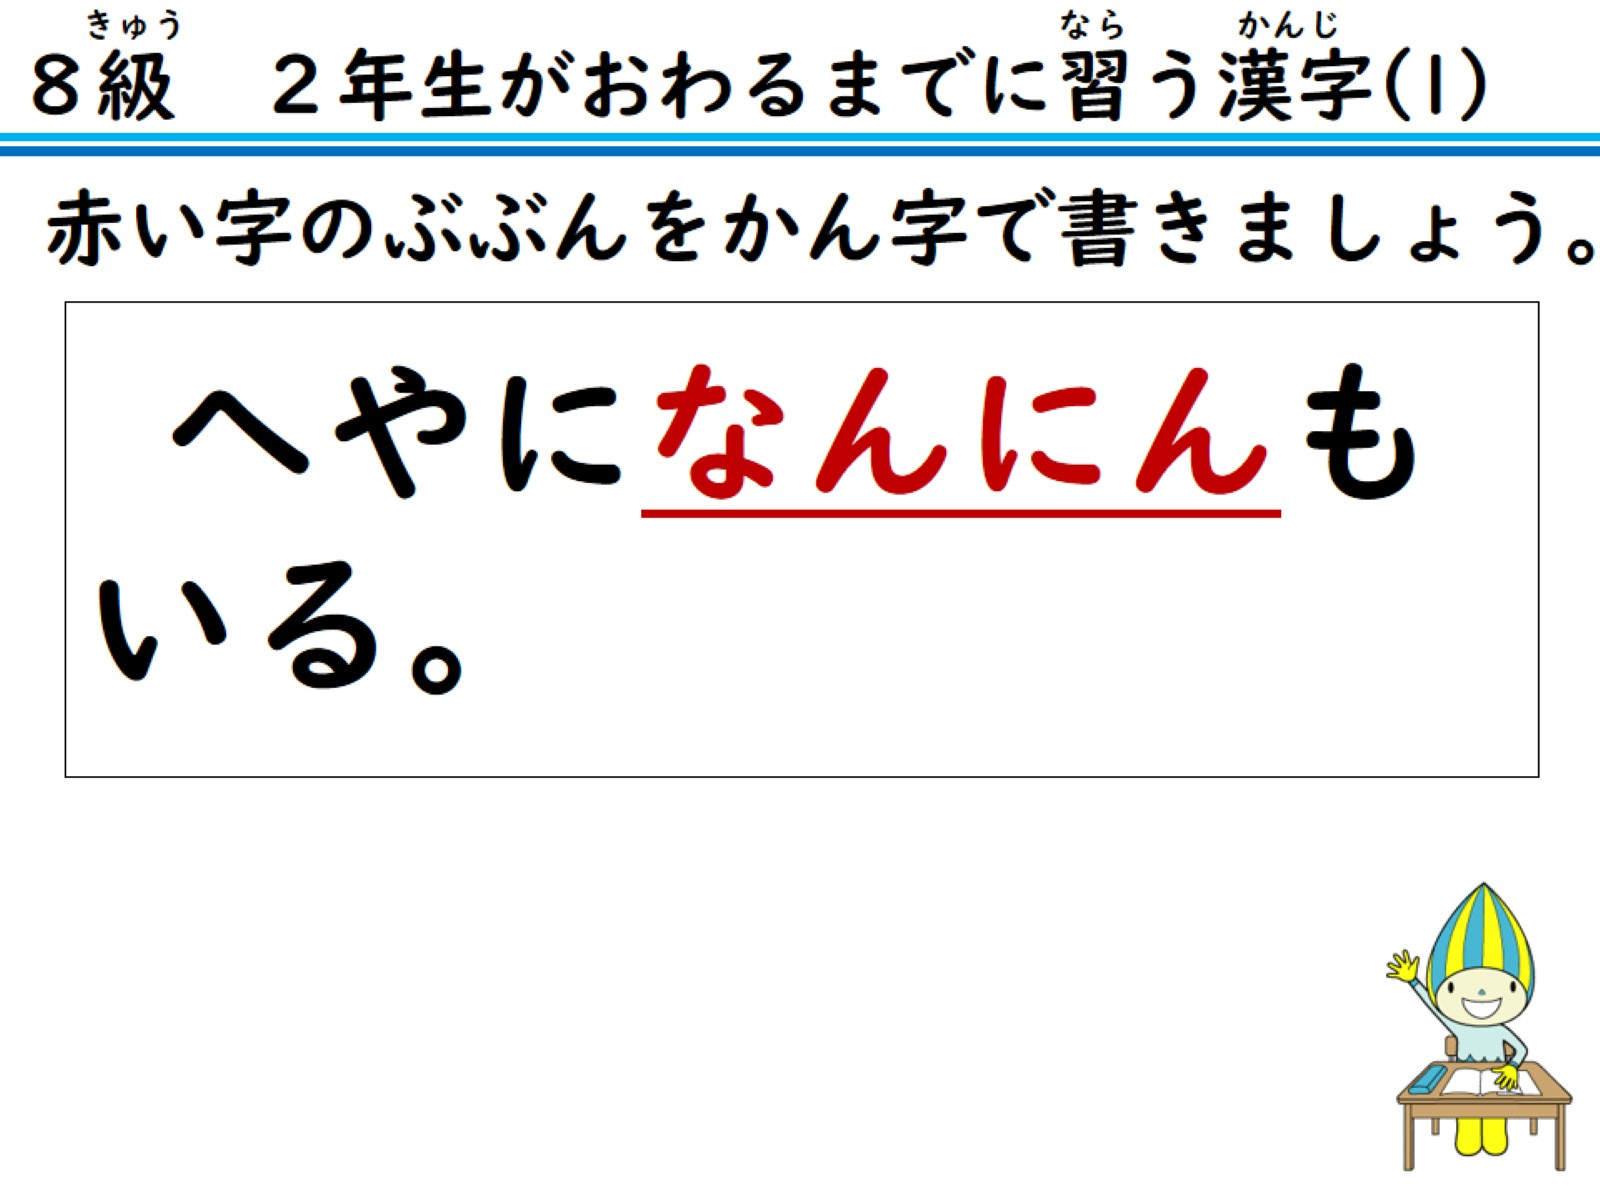 きゅう なら かんじ
８級　２年生がおわるまでに習う漢字(1)
赤い字のぶぶんをかん字で書きましょう。
へやになんにんも
いる。